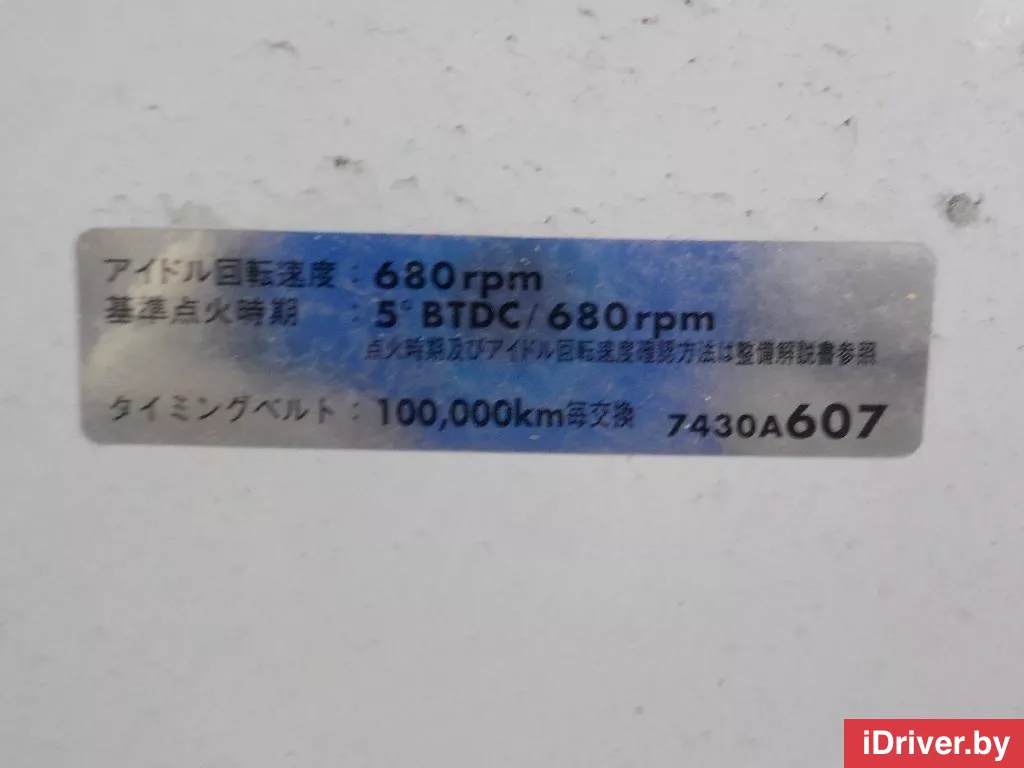 アイドル回転速度 : 680rpm
基準点火時期 : 5° BTDC/680rpm
点火時期及びアイドル回転速度確認方法は整備解説書参照
タイミングベルト : 100,000km毎交換 7430A607
iDriver.by